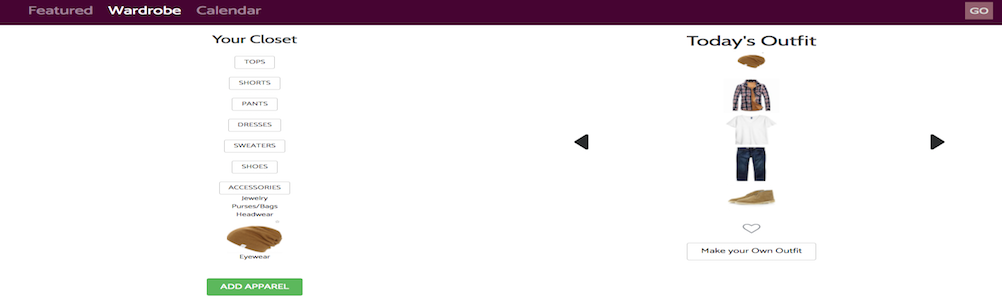 Featured Wardrobe Calendar GO
Your Closet
TOPS
SHORTS
PANTS
DRESSES
SWEATERS
SHOES
ACCESSORIES
Jewelry
Purses/Bags
Headwear
Eyewear
ADD APPAREL
Today's Outfit
Make your Own Outfit